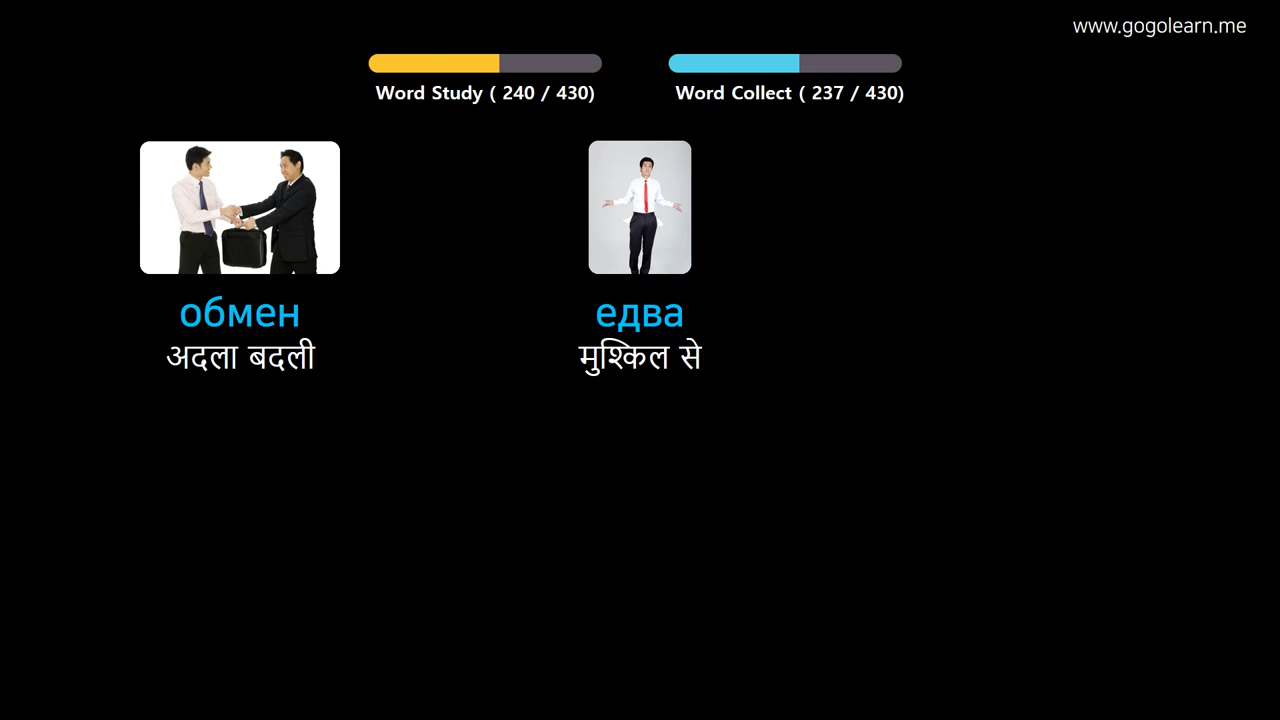 www.gogolearn.me
Word Study ( 240 / 430)
Word Collect ( 237 / 430)
обмен
अदला बदली
едва
मुश्किल से